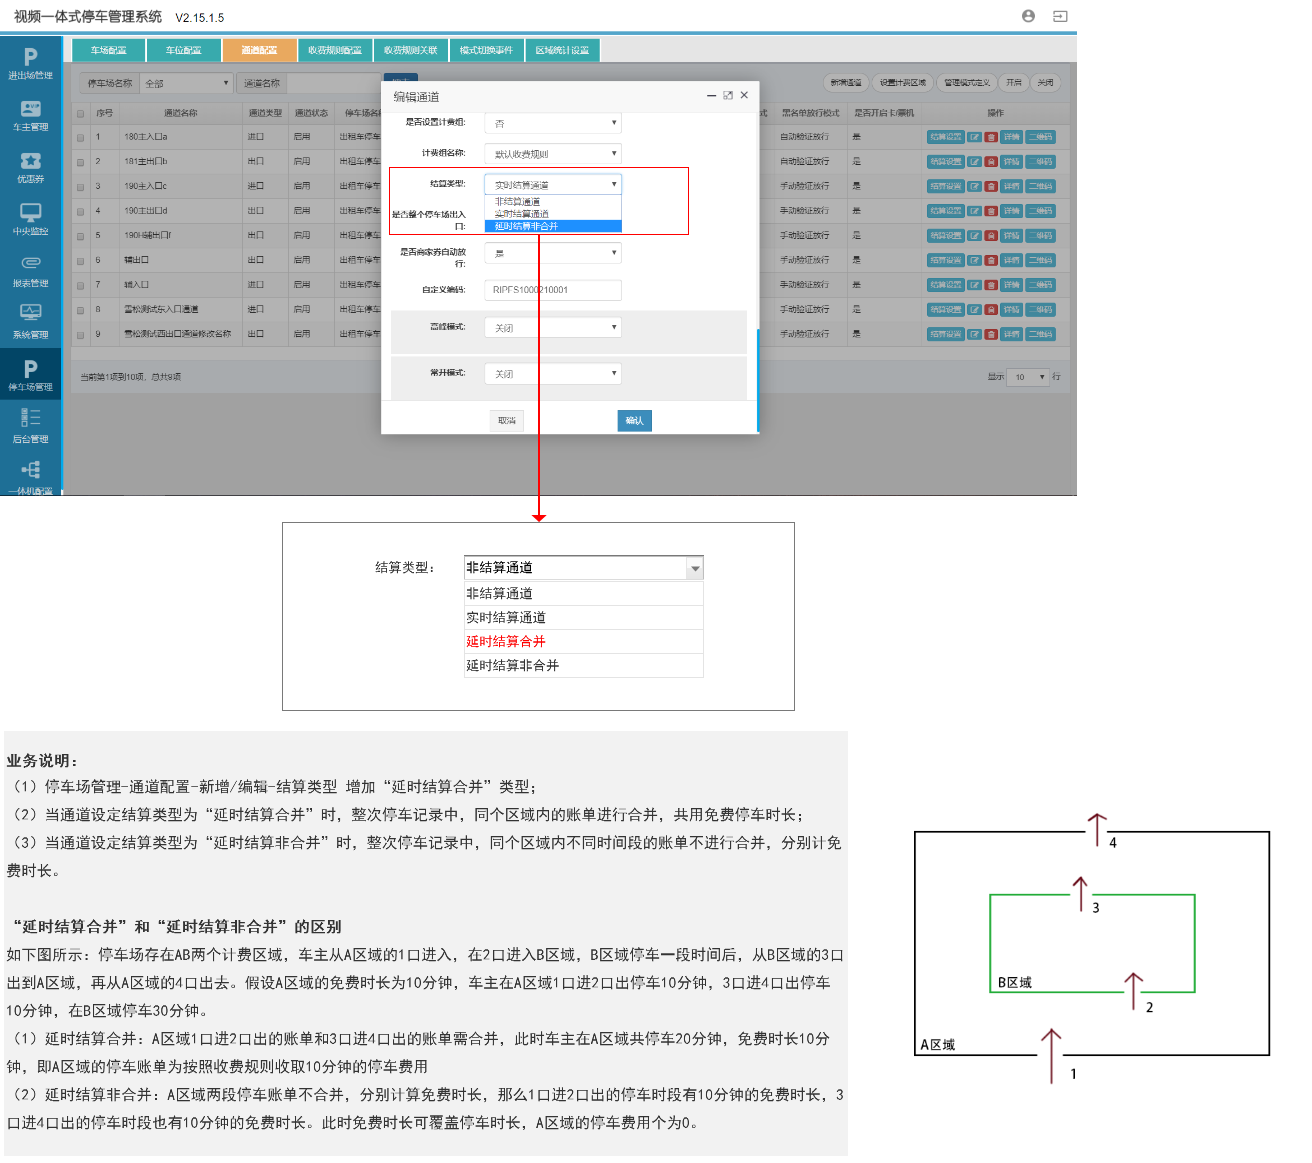 视频一体式停车管理系统 V2.15.1.5
车场配置 车位配置 通道配置 收费规则配置 收费规则关联 模式切换事件 区域统计设置
进出场管理
车主管理
优惠券
中央监控
报表管理
系统管理
停车场管理
后台管理
一体机配置
停车场名称 全部 通道名称
新增通道 设置计费区域 管理模式定义 开启 关闭
序号 通道名称 通道类型 通道状态 停车场名 式 黑名单放行模式 是否开启卡票机 操作
1 180主入口a 进口 启用 出租车停车 自动验证放行 是 结算设置 详情 二维码
2 181主出口b 出口 启用 出租车停车 自动验证放行 是 结算设置 详情 二维码
3 190主入口c 进口 启用 出租车停车 手动验证放行 是 结算设置 详情 二维码
4 190主出口d 出口 启用 出租车停车 手动验证放行 是 结算设置 详情 二维码
5 190H辅出口f 出口 启用 出租车停车 手动验证放行 是 结算设置 详情 二维码
6 辅出口 出口 启用 出租车停车 手动验证放行 是 结算设置 详情 二维码
7 辅入口 进口 启用 出租车停车 手动验证放行 是 结算设置 详情 二维码
8 雪松测试东入口通道 进口 启用 出租车停车 手动验证放行 是 结算设置 详情 二维码
9 雪松测试西出口通道修改名称 出口 启用 出租车停车 手动验证放行 是 结算设置 详情 二维码
当前第1项到10项，总共9项 显示 10 行
编辑通道
是否设置计费组: 否
计费组名称: 默认收费规则
结算类型: 实时结算通道
非结算通道
实时结算通道
延时结算非合并
是否整个停车场出入
口:
是否商家券自动放
行: 是
自定义编码: RIPFS1000210001
高峰模式: 关闭
常开模式: 关闭
取消 确认
结算类型： 非结算通道
非结算通道
实时结算通道
延时结算合并
延时结算非合并
业务说明：
（1）停车场管理-通道配置-新增/编辑-结算类型 增加“延时结算合并”类型；
（2）当通道设定结算类型为“延时结算合并”时，整次停车记录中，同个区域内的账单进行合并，共用免费停车时长；
（3）当通道设定结算类型为“延时结算非合并”时，整次停车记录中，同个区域内不同时间段的账单不进行合并，分别计免
费时长。
“延时结算合并”和“延时结算非合并”的区别
如下图所示：停车场存在AB两个计费区域，车主从A区域的1口进入，在2口进入B区域，B区域停车一段时间后，从B区域的3口
出到A区域，再从A区域的4口出去。假设A区域的免费时长为10分钟，车主在A区域1口进2口出停车10分钟，3口进4口出停车
10分钟，在B区域停车30分钟。
（1）延时结算合并：A区域1口进2口出的账单和3口进4口出的账单需合并，此时车主在A区域共停车20分钟，免费时长10分
钟，即A区域的停车账单为按照收费规则收取10分钟的停车费用
（2）延时结算非合并：A区域两段停车账单不合并，分别计算免费时长，那么1口进2口出的停车时段有10分钟的免费时长，3
口进4口出的停车时段也有10分钟的免费时长。此时免费时长可覆盖停车时长，A区域的停车费用个为0。
4
3
B区域
2
A区域
1